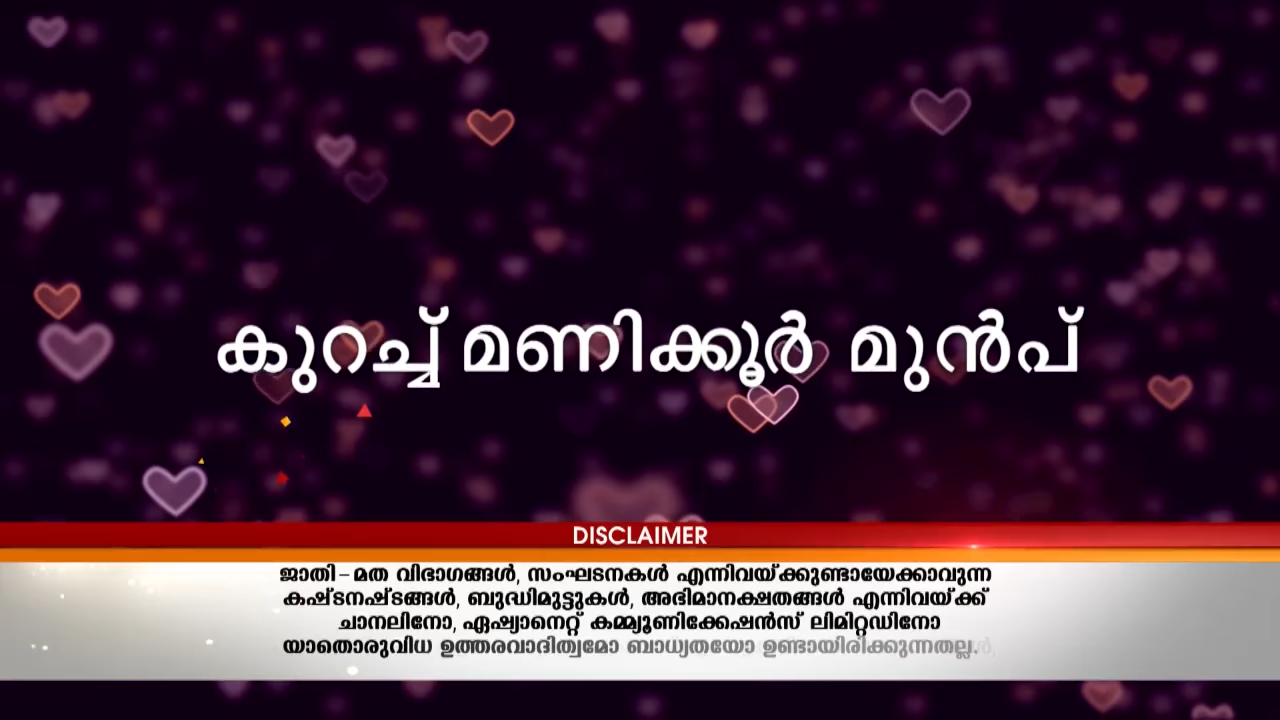 കുറച്ച് മണിക്കൂർ മുൻപ്
DISCLAIMER
ജാതി – മത വിഭാഗങ്ങൾ, സംഘടനകൾ എന്നിവയ്ക്കുണ്ടായേക്കാവുന്ന
കഷ്ടനഷ്ടങ്ങൾ, ബുദ്ധിമുട്ടുകൾ, അഭിമാനക്ഷതങ്ങൾ എന്നിവയ്ക്ക്
ചാനലിനോ, ഏഷ്യാനെറ്റ് കമ്മ്യൂണിക്കേഷൻസ് ലിമിറ്റഡിനോ
യാതൊരുവിധ ഉത്തരവാദിത്വമോ ബാധ്യതയോ ഉണ്ടായിരിക്കുന്നതല്ല.